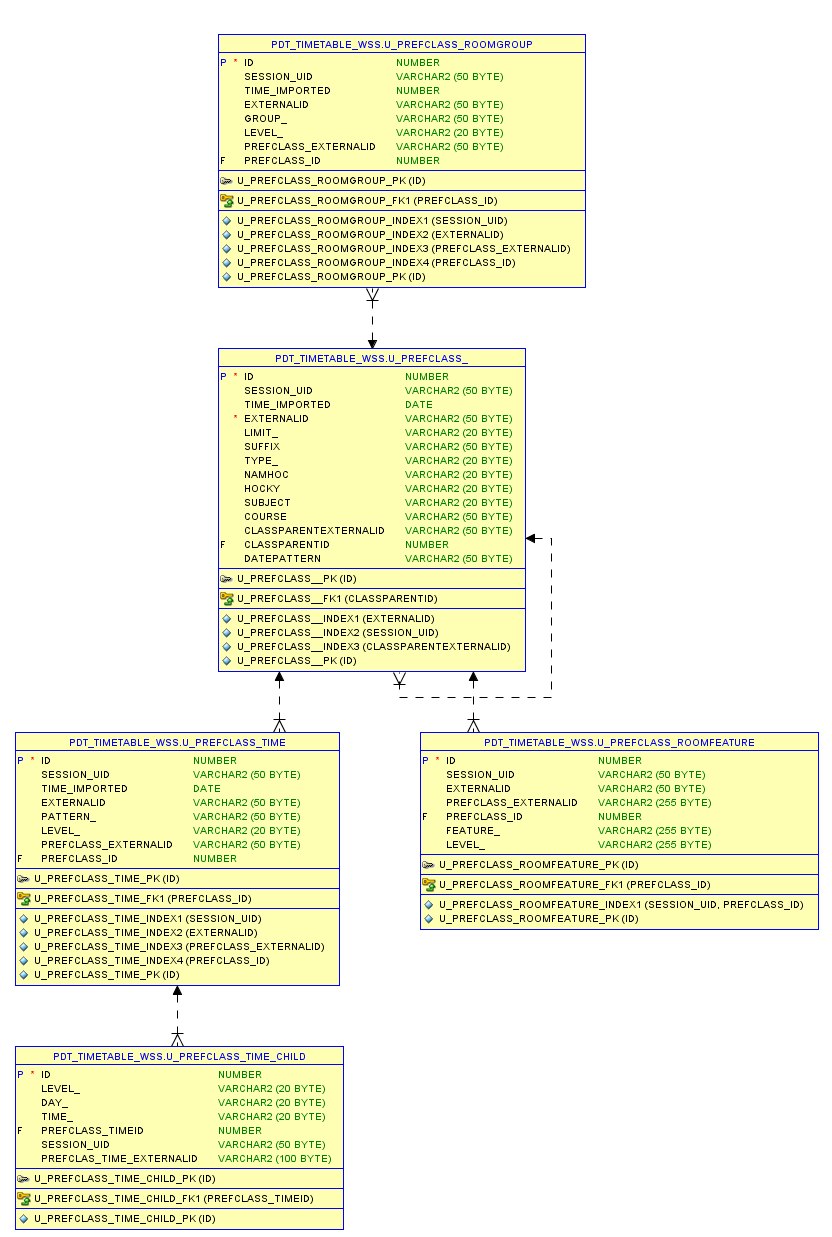 PDT_TIMETABLE_WSS.U_PREFCLASS_ROOMGROUP
P * ID NUMBER
SESSION_UID VARCHAR2 (50 BYTE)
TIME_IMPORTED NUMBER
EXTERNALID VARCHAR2 (50 BYTE)
GROUP_ VARCHAR2 (50 BYTE)
LEVEL_ VARCHAR2 (20 BYTE)
PREFCLASS_EXTERNALID VARCHAR2 (50 BYTE)
F PREFCLASS_ID NUMBER
U_PREFCLASS_ROOMGROUP_PK (ID)
U_PREFCLASS_ROOMGROUP_FK1 (PREFCLASS_ID)
U_PREFCLASS_ROOMGROUP_INDEX1 (SESSION_UID)
U_PREFCLASS_ROOMGROUP_INDEX2 (EXTERNALID)
U_PREFCLASS_ROOMGROUP_INDEX3 (PREFCLASS_EXTERNALID)
U_PREFCLASS_ROOMGROUP_INDEX4 (PREFCLASS_ID)
U_PREFCLASS_ROOMGROUP_PK (ID)
PDT_TIMETABLE_WSS.U_PREFCLASS_
P * ID NUMBER
SESSION_UID VARCHAR2 (50 BYTE)
TIME_IMPORTED DATE
* EXTERNALID VARCHAR2 (50 BYTE)
LIMIT_ VARCHAR2 (20 BYTE)
SUFFIX VARCHAR2 (50 BYTE)
TYPE_ VARCHAR2 (20 BYTE)
NAMHOC VARCHAR2 (20 BYTE)
HOCKY VARCHAR2 (20 BYTE)
SUBJECT VARCHAR2 (20 BYTE)
COURSE VARCHAR2 (50 BYTE)
CLASSPARENTEXTERNALID VARCHAR2 (50 BYTE)
F CLASSPARENTID NUMBER
DATEPATTERN VARCHAR2 (50 BYTE)
U_PREFCLASS__PK (ID)
U_PREFCLASS__FK1 (CLASSPARENTID)
U_PREFCLASS__INDEX1 (EXTERNALID)
U_PREFCLASS__INDEX2 (SESSION_UID)
U_PREFCLASS__INDEX3 (CLASSPARENTEXTERNALID)
U_PREFCLASS__PK (ID)
PDT_TIMETABLE_WSS.U_PREFCLASS_TIME
P * ID NUMBER
SESSION_UID VARCHAR2 (50 BYTE)
TIME_IMPORTED DATE
EXTERNALID VARCHAR2 (50 BYTE)
PATTERN_ VARCHAR2 (50 BYTE)
LEVEL_ VARCHAR2 (20 BYTE)
PREFCLASS_EXTERNALID VARCHAR2 (50 BYTE)
F PREFCLASS_ID NUMBER
U_PREFCLASS_TIME_PK (ID)
U_PREFCLASS_TIME_FK1 (PREFCLASS_ID)
U_PREFCLASS_TIME_INDEX1 (SESSION_UID)
U_PREFCLASS_TIME_INDEX2 (EXTERNALID)
U_PREFCLASS_TIME_INDEX3 (PREFCLASS_EXTERNALID)
U_PREFCLASS_TIME_INDEX4 (PREFCLASS_ID)
U_PREFCLASS_TIME_PK (ID)
PDT_TIMETABLE_WSS.U_PREFCLASS_ROOMFEATURE
P * ID NUMBER
SESSION_UID VARCHAR2 (50 BYTE)
EXTERNALID VARCHAR2 (50 BYTE)
PREFCLASS_EXTERNALID VARCHAR2 (255 BYTE)
F PREFCLASS_ID NUMBER
FEATURE_ VARCHAR2 (255 BYTE)
LEVEL_ VARCHAR2 (255 BYTE)
U_PREFCLASS_ROOMFEATURE_PK (ID)
U_PREFCLASS_ROOMFEATURE_FK1 (PREFCLASS_ID)
U_PREFCLASS_ROOMFEATURE_INDEX1 (SESSION_UID, PREFCLASS_ID)
U_PREFCLASS_ROOMFEATURE_PK (ID)
PDT_TIMETABLE_WSS.U_PREFCLASS_TIME_CHILD
P * ID NUMBER
LEVEL_ VARCHAR2 (20 BYTE)
DAY_ VARCHAR2 (20 BYTE)
TIME_ VARCHAR2 (20 BYTE)
F PREFCLASS_TIMEID NUMBER
SESSION_UID VARCHAR2 (50 BYTE)
PREFCLAS_TIME_EXTERNALID VARCHAR2 (100 BYTE)
U_PREFCLASS_TIME_CHILD_PK (ID)
U_PREFCLASS_TIME_CHILD_FK1 (PREFCLASS_TIMEID)
U_PREFCLASS_TIME_CHILD_PK (ID)